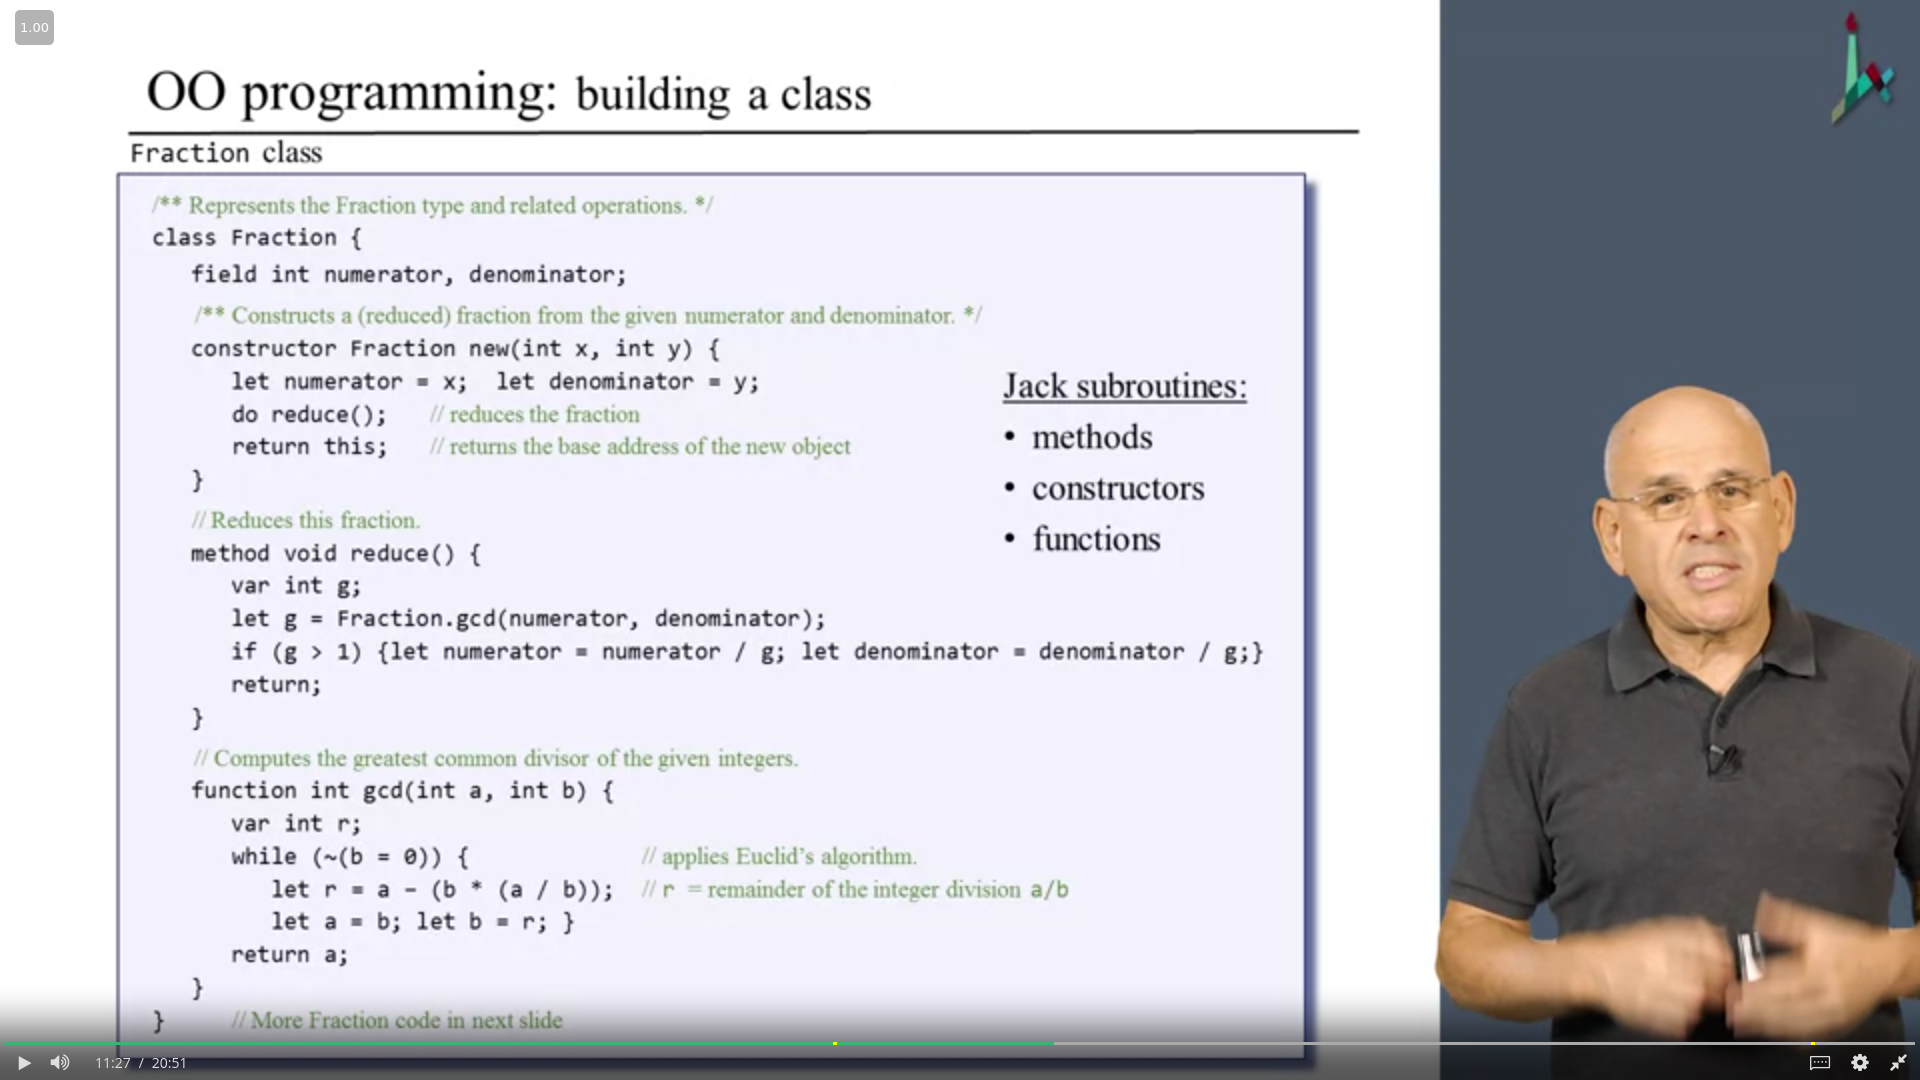 1.00
OO programming: building a class
Fraction class
/** Represents the Fraction type and related operations. */
class Fraction {
field int numerator, denominator;
/** Constructs a (reduced) fraction from the given numerator and denominator. */
constructor Fraction new(int x, int y) {
let numerator = x; let denominator = y;
do reduce(); // reduces the fraction
return this; // returns the base address of the new object
}
// Reduces this fraction.
method void reduce() {
var int g;
let g = Fraction.gcd(numerator, denominator);
if (g > 1) {let numerator = numerator / g; let denominator = denominator / g;}
return;
}
// Computes the greatest common divisor of the given integers.
function int gcd(int a, int b) {
var int r;
while (~(b = 0)) { // applies Euclid’s algorithm.
let r = a – (b * (a / b)); // r = remainder of the integer division a/b
let a = b; let b = r; }
return a;
}
} // More Fraction code in next slide
Jack subroutines:
• methods
• constructors
• functions
11:27 / 20:51